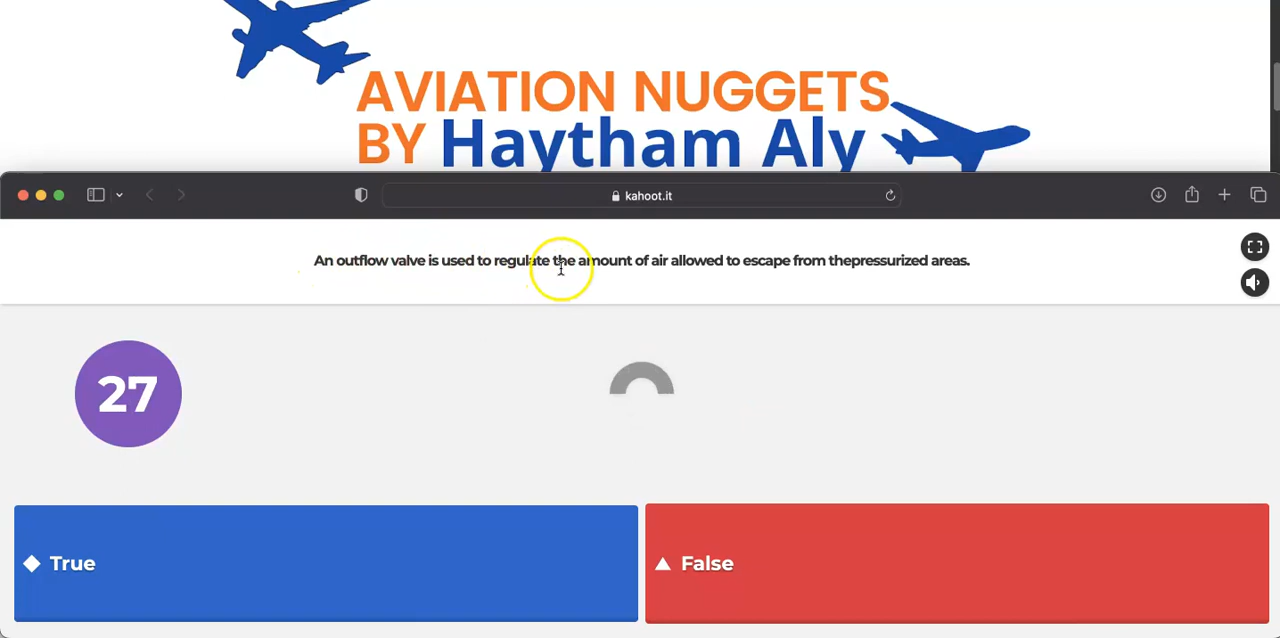 AVIATION NUGGETS
BY Haytham Aly
kahoot.it
An outflow valve is used to regulate the amount of air allowed to escape from thepressurized areas.
27
True
False